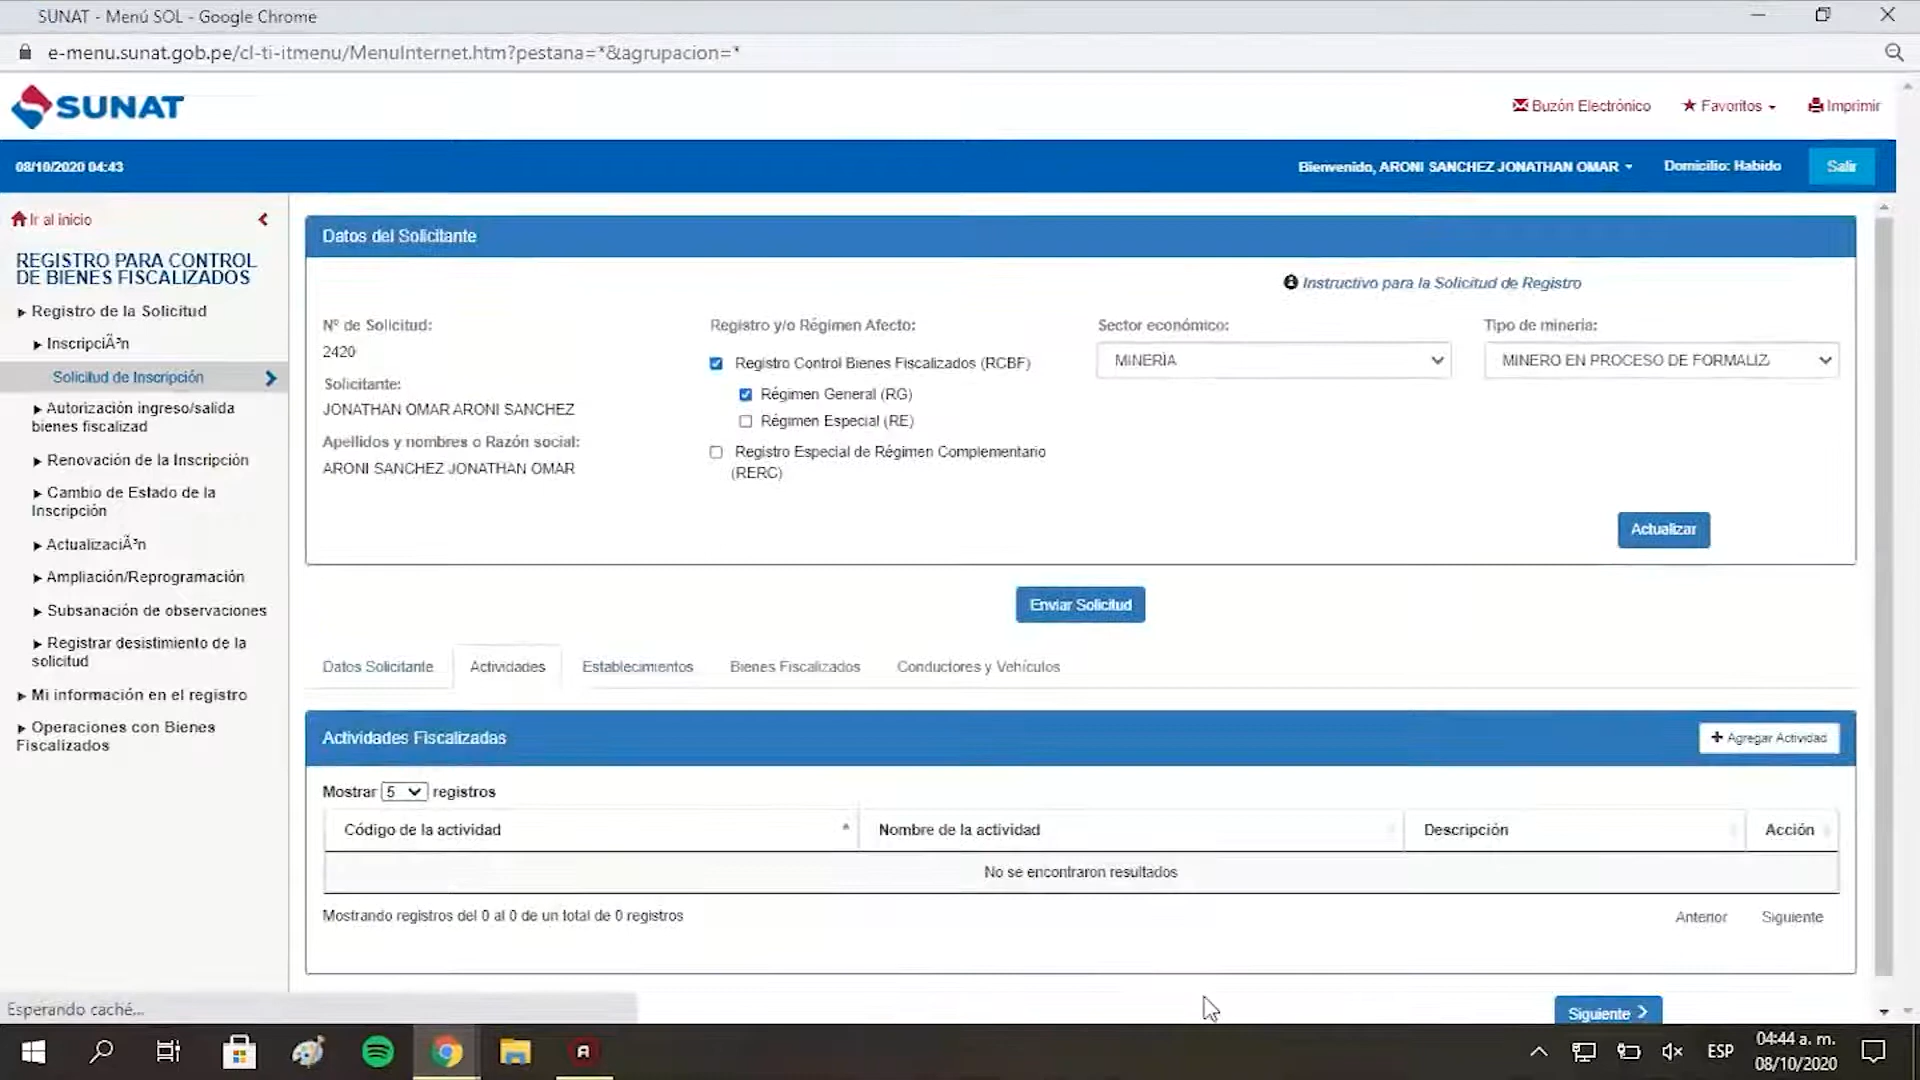 SUNAT - Menú SOL - Google Chrome
e-menu.sunat.gob.pe/cl-ti-itmenu/MenuInternet.htm?pestana=*&agrupacion=*
SUNAT
Buzón Electrónico
Favoritos
Imprimir
08/10/2020 04:43
Bienvenido, ARONI SANCHEZ JONATHAN OMAR
Domicilio: Habido
Salir
Ir al inicio
REGISTRO PARA CONTROL
DE BIENES FISCALIZADOS
Registro de la Solicitud
InscripciÃ³n
Solicitud de Inscripción
Autorización ingreso/salida
bienes fiscalizad
Renovación de la Inscripción
Cambio de Estado de la
Inscripción
ActualizaciÃ³n
Ampliación/Reprogramación
Subsanación de observaciones
Registrar desistimiento de la
solicitud
Mi información en el registro
Operaciones con Bienes
Fiscalizados
Datos del Solicitante
Instructivo para la Solicitud de Registro
Nº de Solicitud:
2420
Solicitante:
JONATHAN OMAR ARONI SANCHEZ
Apellidos y nombres o Razón social:
ARONI SANCHEZ JONATHAN OMAR
Registro y/o Régimen Afecto:
Registro Control Bienes Fiscalizados (RCBF)
Régimen General (RG)
Régimen Especial (RE)
Registro Especial de Régimen Complementario
(RERC)
Sector económico:
MINERÍA
Tipo de mineria:
MINERO EN PROCESO DE FORMALIZ
Actualizar
Enviar Solicitud
Datos Solicitante
Actividades
Establecimientos
Bienes Fiscalizados
Conductores y Vehículos
Actividades Fiscalizadas
+ Agregar Actividad
Mostrar 5 registros
Código de la actividad
Nombre de la actividad
Descripción
Acción
No se encontraron resultados
Mostrando registros del 0 al 0 de un total de 0 registros
Anterior
Siguiente
Siguiente
Esperando caché...
ESP
04:44 a. m.
08/10/2020